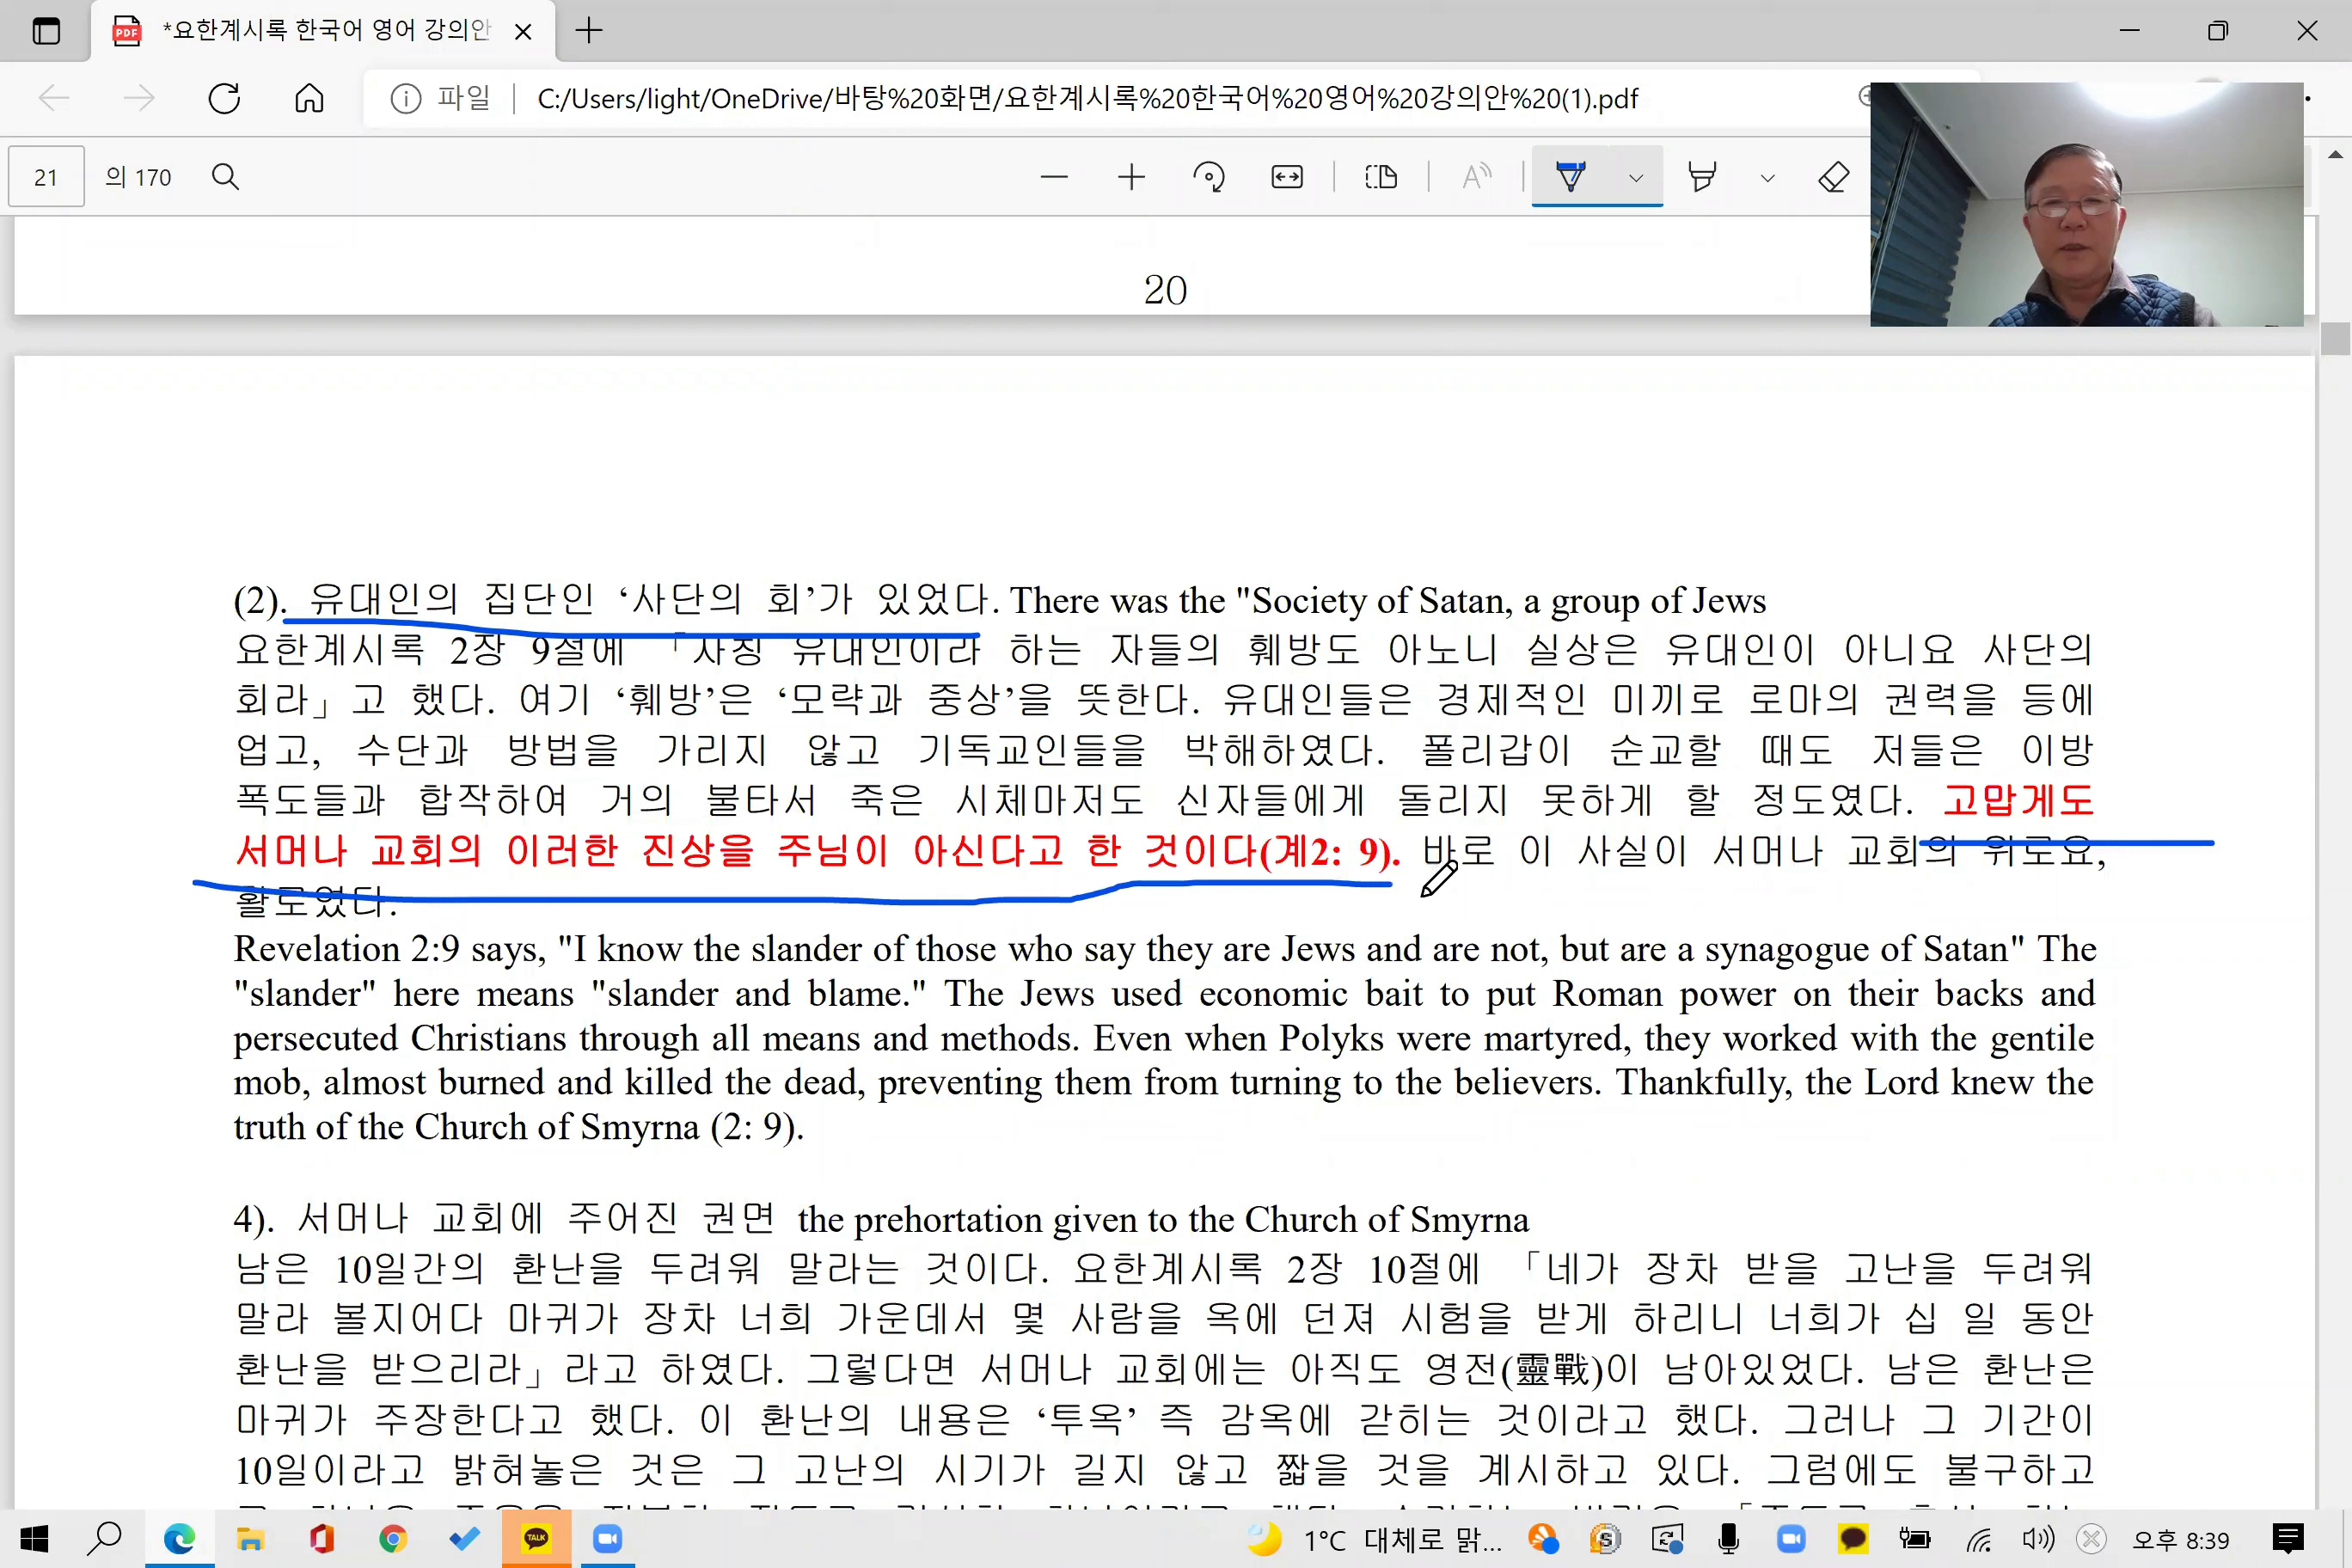 *요한계시록 한국어 영어 강의안
파일 C:/Users/light/OneDrive/바탕%20화면/요한계시록%20한국어%20영어%20강의안%20(1).pdf
21 의 170
20
(2). 유대인의 집단인 ‘사단의 회’가 있었다. There was the "Society of Satan, a group of Jews
요한계시록 2장 9절에 「자칭 유대인이라 하는 자들의 훼방도 아노니 실상은 유대인이 아니요 사단의
회라」고 했다. 여기 ‘훼방’은 ‘모략과 중상’을 뜻한다. 유대인들은 경제적인 미끼로 로마의 권력을 등에
업고, 수단과 방법을 가리지 않고 기독교인들을 박해하였다. 폴리갑이 순교할 때도 저들은 이방
폭도들과 합작하여 거의 불타서 죽은 시체마저도 신자들에게 돌리지 못하게 할 정도였다. 고맙게도
서머나 교회의 이러한 진상을 주님이 아신다고 한 것이다(계2: 9). 바로 이 사실이 서머나 교회의 위로요,
활로였다.
Revelation 2:9 says, "I know the slander of those who say they are Jews and are not, but are a synagogue of Satan" The
"slander" here means "slander and blame." The Jews used economic bait to put Roman power on their backs and
persecuted Christians through all means and methods. Even when Polyks were martyred, they worked with the gentile
mob, almost burned and killed the dead, preventing them from turning to the believers. Thankfully, the Lord knew the
truth of the Church of Smyrna (2: 9).
4). 서머나 교회에 주어진 권면 the prehortation given to the Church of Smyrna
남은 10일간의 환난을 두려워 말라는 것이다. 요한계시록 2장 10절에 「네가 장차 받을 고난을 두려워
말라 볼지어다 마귀가 장차 너희 가운데서 몇 사람을 옥에 던져 시험을 받게 하리니 너희가 십 일 동안
환난을 받으리라」라고 하였다. 그렇다면 서머나 교회에는 아직도 영전(靈戰)이 남아있었다. 남은 환난은
마귀가 주장한다고 했다. 이 환난의 내용은 ‘투옥’ 즉 감옥에 갇히는 것이라고 했다. 그러나 그 기간이
10일이라고 밝혀놓은 것은 그 고난의 시기가 길지 않고 짧을 것을 계시하고 있다. 그럼에도 불구하고
TALK 1°C 대체로 맑... 오후 8:39